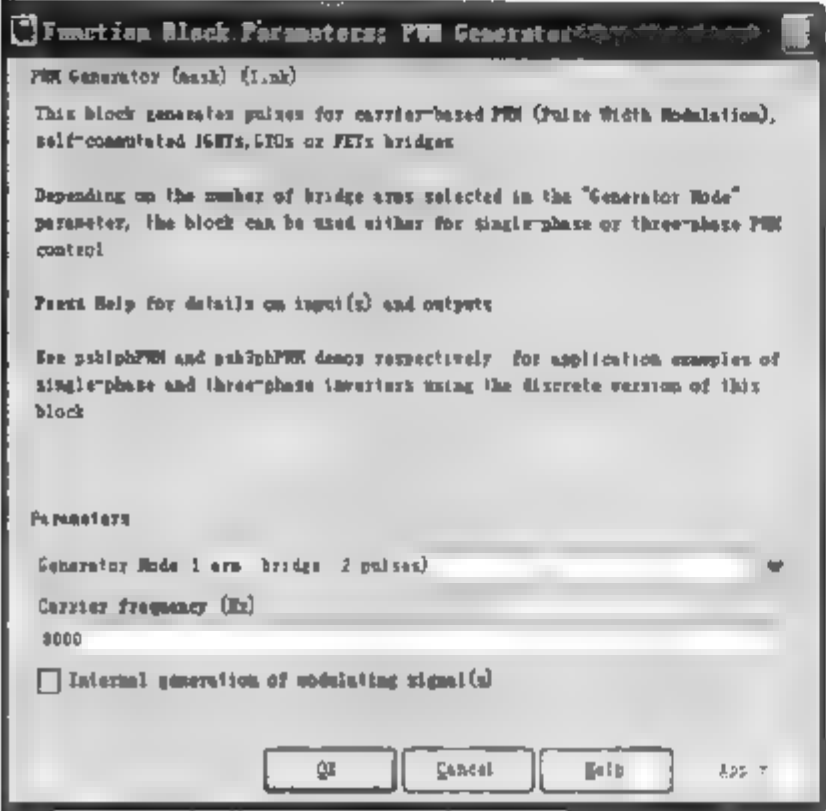 Function Block Parameters: PWM Generator
PWM Generator (mask) (link)
This block generates pulses for carrier-based PWM (Pulse Width Modulation),
self-commutated IGBTs,GTOs or FETs bridges
Depending on the number of bridge arms selected in the "Generator Mode"
parameter, the block can be used either for single-phase or three-phase PWM
control
Press Help for details on input(s) and outputs
See psb1phPWM and psb3phPWM demos respectively for application examples of
single-phase and three-phase inverters using the discrete version of this
block
Parameters
Generator Mode 1 arm bridge 2 pulses)
Carrier frequency (Hz)
Internal generation of modulating signal(s)
OK
Cancel
Help